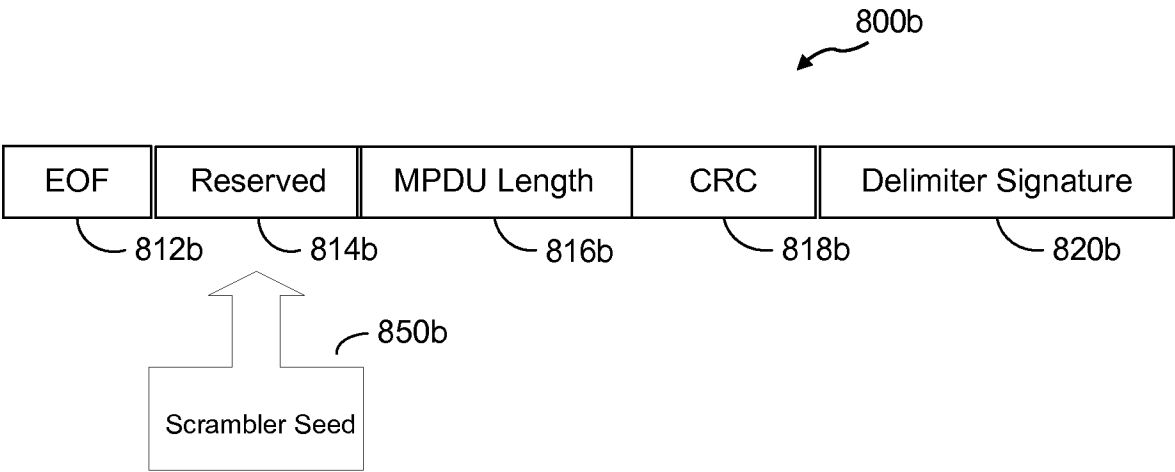 800b
EOF Reserved MPDU Length CRC Delimiter Signature
812b 814b 816b 818b 820b
850b
Scrambler Seed